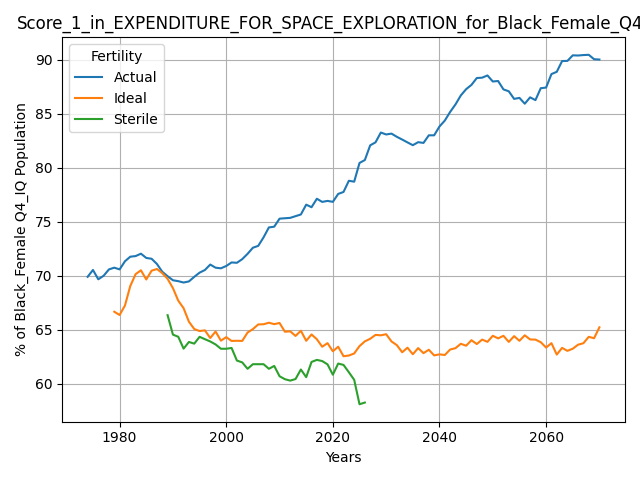 Score_1_in_EXPENDITURE_FOR_SPACE_EXPLORATION_for_Black_Female_Q4
Fertility
Actual
Ideal
Sterile
% of Black_Female Q4_IQ Population
90
85
80
75
70
65
60
1980
2000
2020
2040
2060
Years